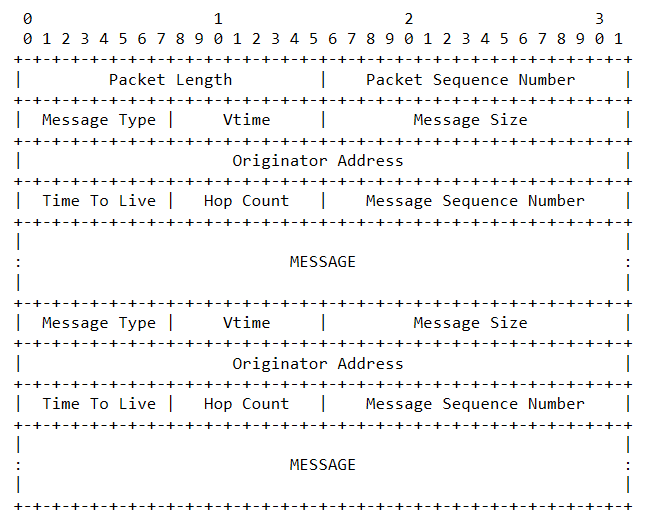 0                   1                   2                   3
 0 1 2 3 4 5 6 7 8 9 0 1 2 3 4 5 6 7 8 9 0 1 2 3 4 5 6 7 8 9 0 1
+-+-+-+-+-+-+-+-+-+-+-+-+-+-+-+-+-+-+-+-+-+-+-+-+-+-+-+-+-+-+-+-+
|         Packet Length         |    Packet Sequence Number     |
+-+-+-+-+-+-+-+-+-+-+-+-+-+-+-+-+-+-+-+-+-+-+-+-+-+-+-+-+-+-+-+-+
|  Message Type |     Vtime     |         Message Size          |
+-+-+-+-+-+-+-+-+-+-+-+-+-+-+-+-+-+-+-+-+-+-+-+-+-+-+-+-+-+-+-+-+
|                      Originator Address                       |
+-+-+-+-+-+-+-+-+-+-+-+-+-+-+-+-+-+-+-+-+-+-+-+-+-+-+-+-+-+-+-+-+
|  Time To Live |   Hop Count   |    Message Sequence Number    |
+-+-+-+-+-+-+-+-+-+-+-+-+-+-+-+-+-+-+-+-+-+-+-+-+-+-+-+-+-+-+-+-+
|                                                               |
:                            MESSAGE                            :
|                                                               |
+-+-+-+-+-+-+-+-+-+-+-+-+-+-+-+-+-+-+-+-+-+-+-+-+-+-+-+-+-+-+-+-+
|  Message Type |     Vtime     |         Message Size          |
+-+-+-+-+-+-+-+-+-+-+-+-+-+-+-+-+-+-+-+-+-+-+-+-+-+-+-+-+-+-+-+-+
|                      Originator Address                       |
+-+-+-+-+-+-+-+-+-+-+-+-+-+-+-+-+-+-+-+-+-+-+-+-+-+-+-+-+-+-+-+-+
|  Time To Live |   Hop Count   |    Message Sequence Number    |
+-+-+-+-+-+-+-+-+-+-+-+-+-+-+-+-+-+-+-+-+-+-+-+-+-+-+-+-+-+-+-+-+
|                                                               |
:                            MESSAGE                            :
|                                                               |
+-+-+-+-+-+-+-+-+-+-+-+-+-+-+-+-+-+-+-+-+-+-+-+-+-+-+-+-+-+-+-+-+